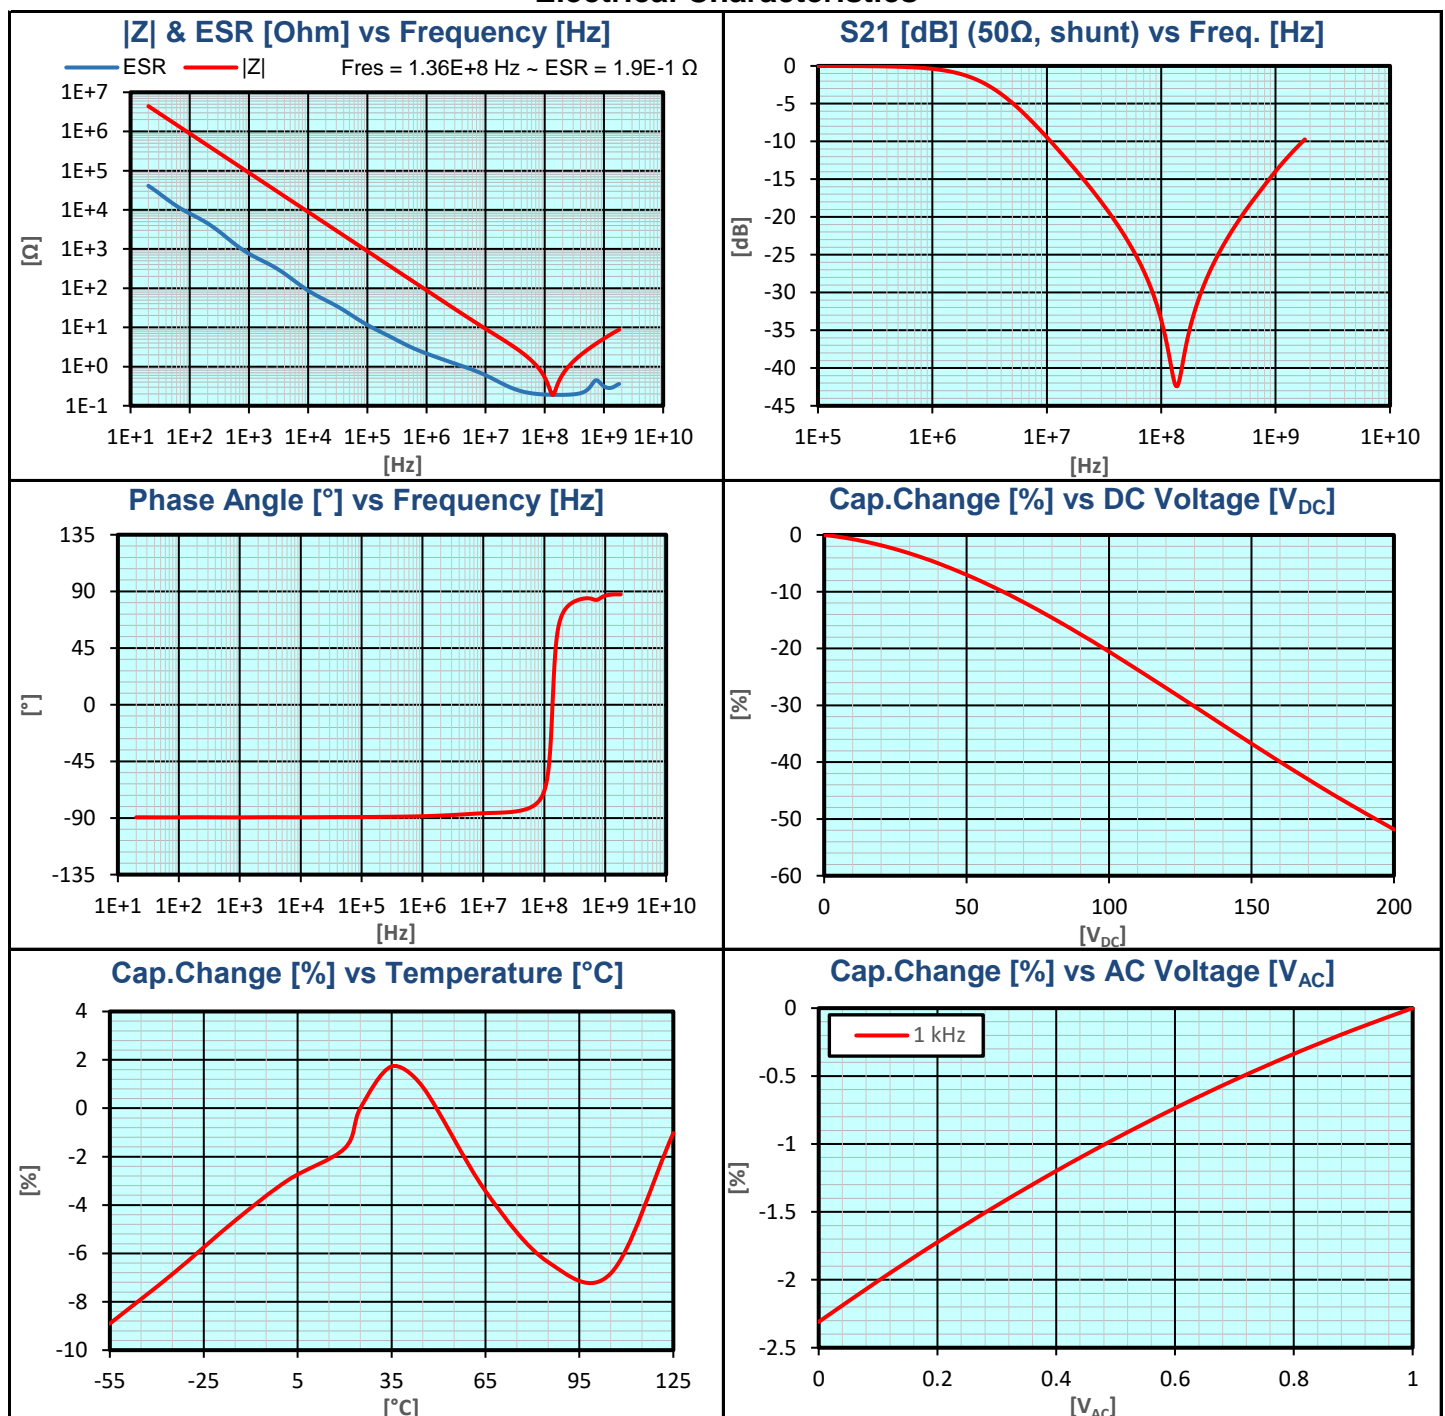 Electrical Characteristics
|Z| & ESR [Ohm] vs Frequency [Hz]
ESR |Z| Fres = 1.36E+8 Hz ~ ESR = 1.9E-1 Ω
1E+7
1E+6
1E+5
1E+4
1E+3
1E+2
1E+1
1E+0
1E-1
[Ω]
1E+1 1E+2 1E+3 1E+4 1E+5 1E+6 1E+7 1E+8 1E+9 1E+10
[Hz]
S21 [dB] (50Ω, shunt) vs Freq. [Hz]
0
-5
-10
-15
-20
-25
-30
-35
-40
-45
[dB]
1E+5 1E+6 1E+7 1E+8 1E+9 1E+10
[Hz]
Phase Angle [°] vs Frequency [Hz]
135
90
45
0
-45
-90
-135
[°]
1E+1 1E+2 1E+3 1E+4 1E+5 1E+6 1E+7 1E+8 1E+9 1E+10
[Hz]
Cap.Change [%] vs DC Voltage [VDC]
0
-10
-20
-30
-40
-50
-60
[%]
0 50 100 150 200
[VDC]
Cap.Change [%] vs Temperature [°C]
4
2
0
-2
-4
-6
-8
-10
[%]
-55 -25 5 35 65 95 125
[°C]
Cap.Change [%] vs AC Voltage [VAC]
1 kHz
0
-0.5
-1
-1.5
-2
-2.5
[%]
0 0.2 0.4 0.6 0.8 1
[VAC]